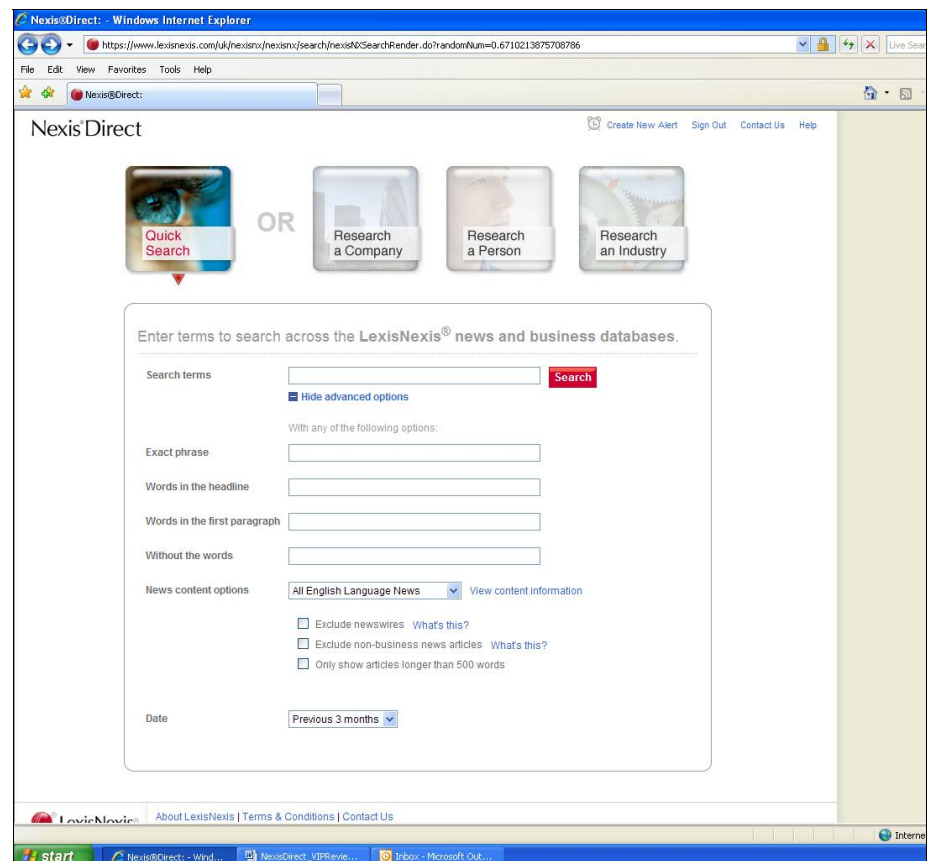 Nexis®Direct: - Windows Internet Explorer
https://www.lexisnexis.com/uk/nexisnx/nexisnx/search/nexisNXSearchRender.do?randomNum=0.6710213875708786
Live Sear
File Edit View Favorites Tools Help
Nexis®Direct:
Nexis®Direct
Create New Alert Sign Out Contact Us Help
Quick
Search
OR
Research
a Company
Research
a Person
Research
an Industry
Enter terms to search across the LexisNexis® news and business databases.
Search terms
Search
Hide advanced options
With any of the following options:
Exact phrase
Words in the headline
Words in the first paragraph
Without the words
News content options All English Language News View content information
Exclude newswires What's this?
Exclude non-business news articles What's this?
Only show articles longer than 500 words
Date Previous 3 months
LexisNexis® About LexisNexis | Terms & Conditions | Contact Us
Interne
start Nexis®Direct: - Wind... NexisDirect_VIPRevie... Inbox - Microsoft Out...